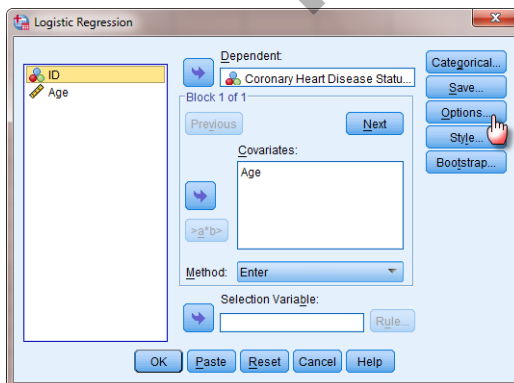 Logistic Regression
ID
Age
Dependent:
Coronary Heart Disease Statu...
Block 1 of 1
Previous
Next
Covariates:
Age
>a*b>
Method:
Enter
Selection Variable:
Rule...
Categorical...
Save...
Options...
Style...
Bootstrap...
OK
Paste
Reset
Cancel
Help